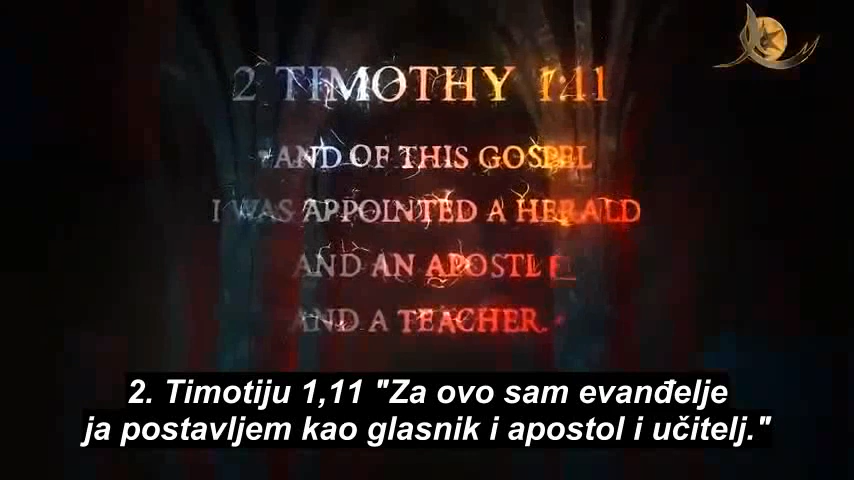 2 TIMOTHY 1:11
"AND OF THIS GOSPEL
I WAS APPOINTED A HERALD
AND AN APOSTLE
AND A TEACHER."
2. Timotiju 1,11 "Za ovo sam evanđelje
ja postavljem kao glasnik i apostol i učitelj."